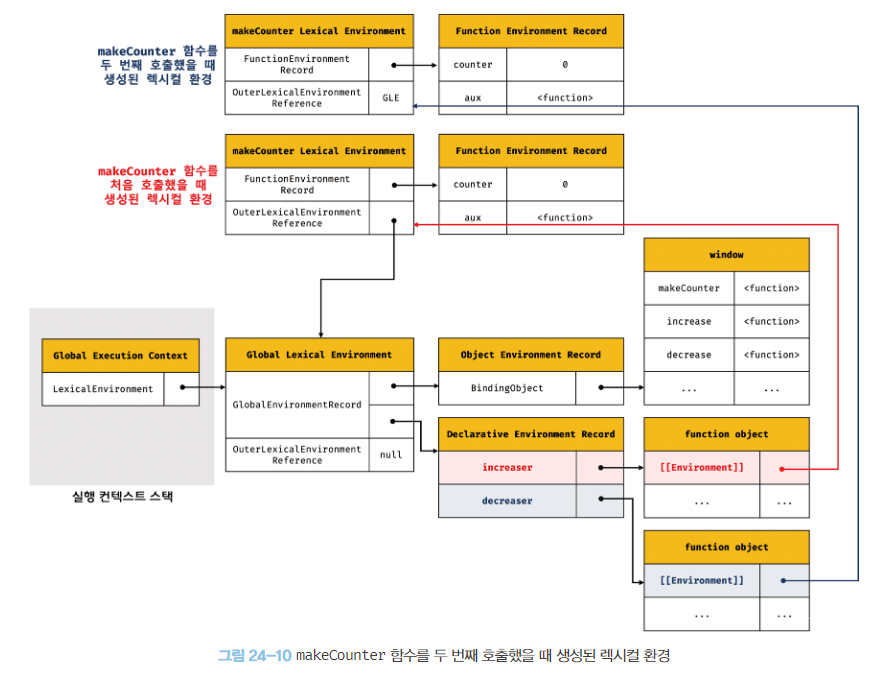 makeCounter 함수를
두 번째 호출했을 때
생성된 렉시컬 환경
makeCounter Lexical Environment
FunctionEnvironment
Record
OuterLexicalEnvironment
Reference
GLE
Function Environment Record
counter
0
aux
<function>
makeCounter 함수를
처음 호출했을 때
생성된 렉시컬 환경
makeCounter Lexical Environment
FunctionEnvironment
Record
OuterLexicalEnvironment
Reference
Function Environment Record
counter
0
aux
<function>
window
makeCounter
<function>
increase
<function>
decrease
<function>
...
...
Global Execution Context
LexicalEnvironment
실행 컨텍스트 스택
Global Lexical Environment
GlobalEnvironmentRecord
OuterLexicalEnvironment
Reference
null
Object Environment Record
BindingObject
Declarative Environment Record
increaser
decreaser
function object
[[Environment]]
...
...
function object
[[Environment]]
...
...
그림 24-10 makeCounter 함수를 두 번째 호출했을 때 생성된 렉시컬 환경